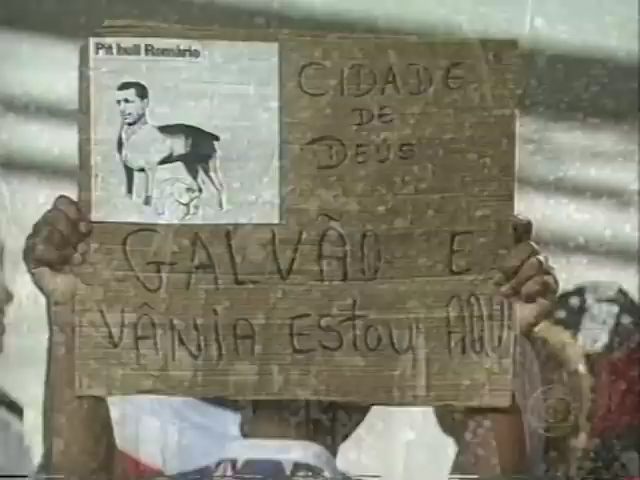 Pit bull Romário
CIDADE
DE
DEUS
GALVÃO E
VÂNIA EStou AQUI